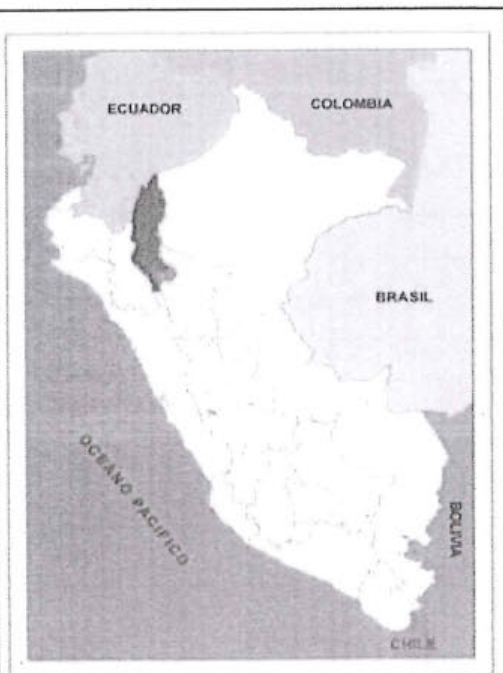 ECUADOR
COLOMBIA
BRASIL
OCEANO PACIFICO
BOLIVIA
CHILE